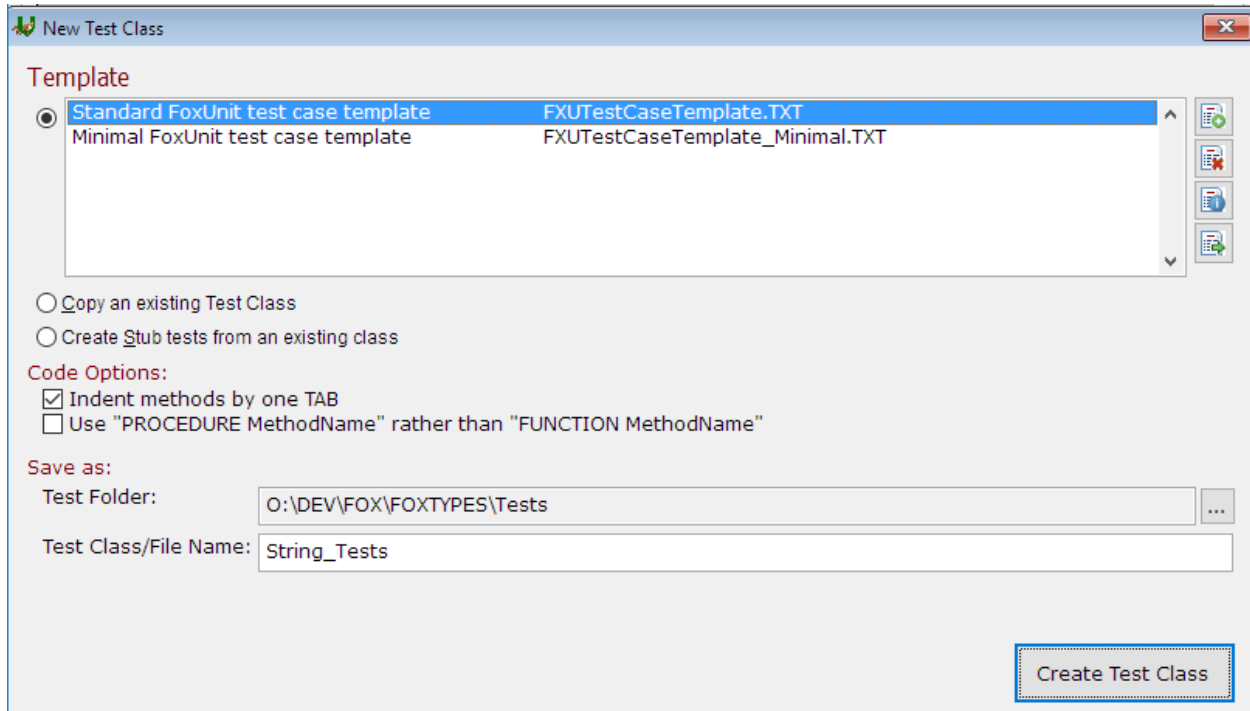 New Test Class
Template
Standard FoxUnit test case template FXUTestCaseTemplate.TXT
Minimal FoxUnit test case template FXUTestCaseTemplate_Minimal.TXT
Copy an existing Test Class
Create Stub tests from an existing class
Code Options:
Indent methods by one TAB
Use "PROCEDURE MethodName" rather than "FUNCTION MethodName"
Save as:
Test Folder: O:\DEV\FOX\FOXTYPES\Tests ...
Test Class/File Name: String_Tests
Create Test Class